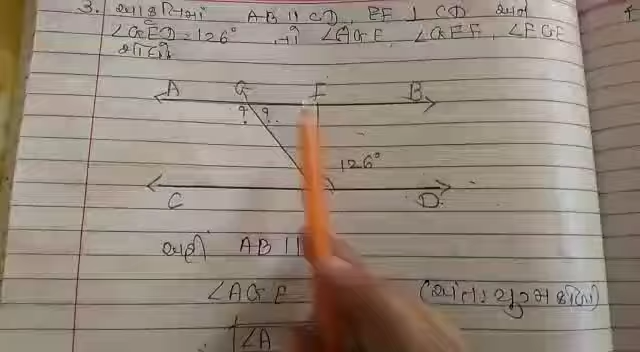 3. આકૃતિમાં AB || CD, EF ⊥ CD અને
∠GED = 126° તો ∠AGE, ∠GEF, ∠FGE
શોધો.
A G F B
? ?
126°
C D
અહીં AB ||
∠AGE (અંતઃયુગ્મકોણ)
∠A